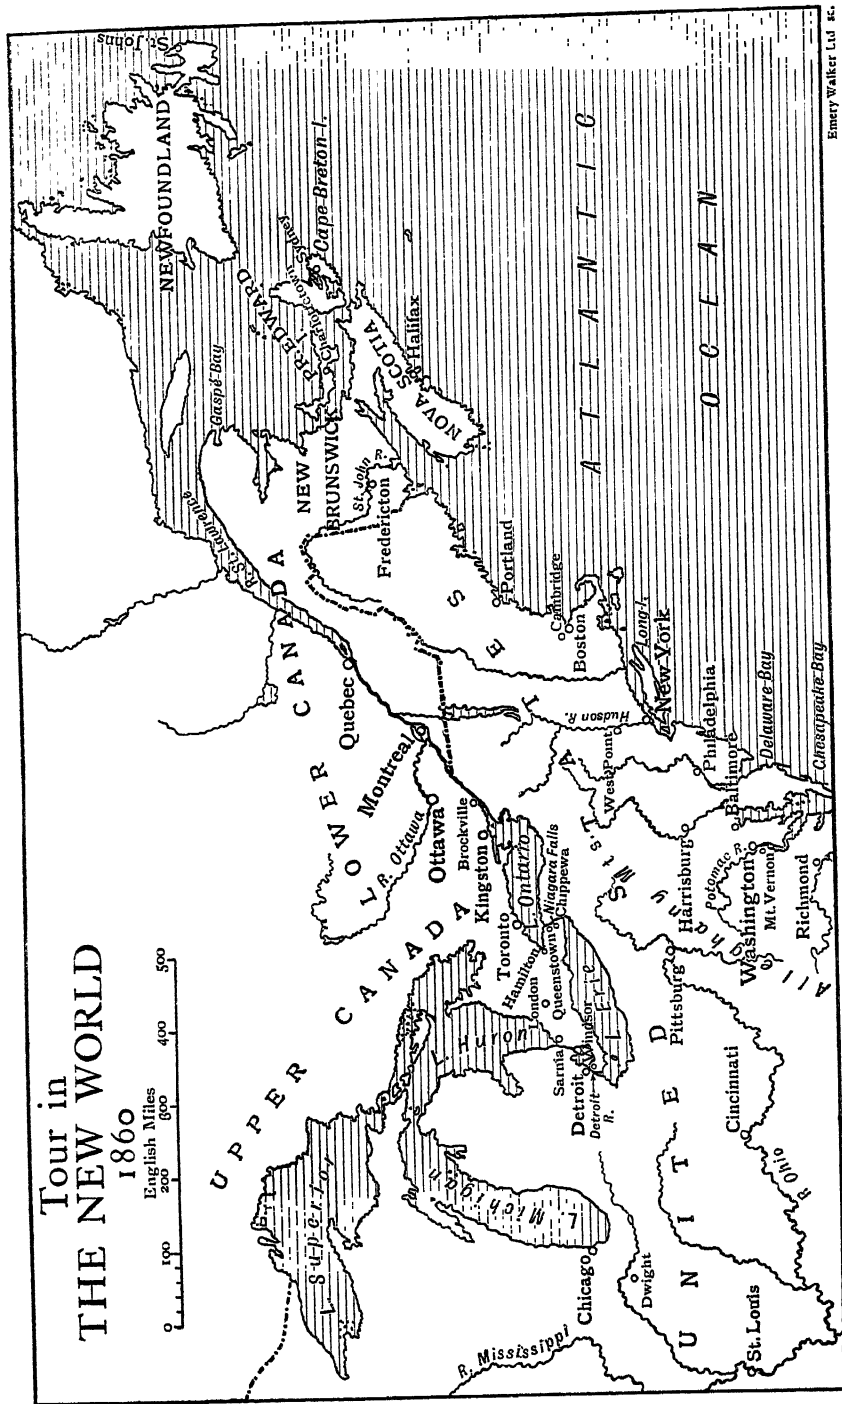 Tour in
THE NEW WORLD
1860
English Miles
0 100 200 300 400 500
UPPER CANADA
LOWER CANADA
L. Superior
L. Michigan
L. Huron
L. Erie
L. Ontario
R. St. Lawrence
Gaspé Bay
NEWFOUNDLAND
St. Johns
PR. EDWARD I.
Charlottetown
Sydney
Cape Breton I.
NOVA SCOTIA
Halifax
NEW
BRUNSWICK
St. John R.
Fredericton
Quebec
Montreal
R. Ottawa
Ottawa
Brockville
Kingston
Toronto
Hamilton
London
Queenstown
Niagara Falls
Chippewa
Sarnia
Windsor
Detroit
Detroit
R.
Chicago
Dwight
R. Mississippi
St. Louis
R Ohio
Cincinnati
Pittsburg
Harrisburg
Alleghany Mts.
UNITED STATES
Portland
Cambridge
Boston
Long I.
New York
Hudson R.
West Point
Philadelphia
Baltimore
Delaware Bay
Chesapeake Bay
Potomac R.
Washington
Mt. Vernon
Richmond
ATLANTIC
OCEAN
Emery Walker Ltd sc.